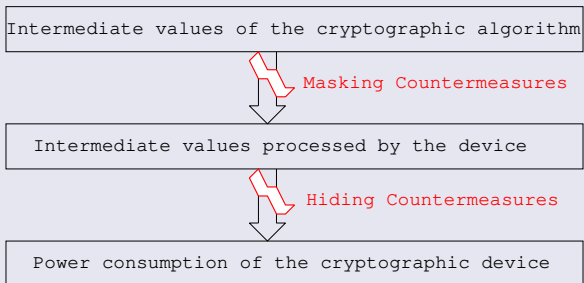 Intermediate values of the cryptographic algorithm
Masking Countermeasures
Intermediate values processed by the device
Hiding Countermeasures
Power consumption of the cryptographic device